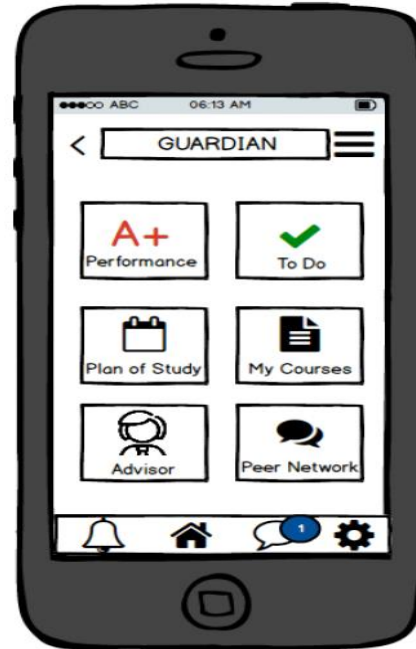 ABC 06:13 AM
GUARDIAN
A+
Performance
To Do
Plan of Study
My Courses
Advisor
Peer Network
1